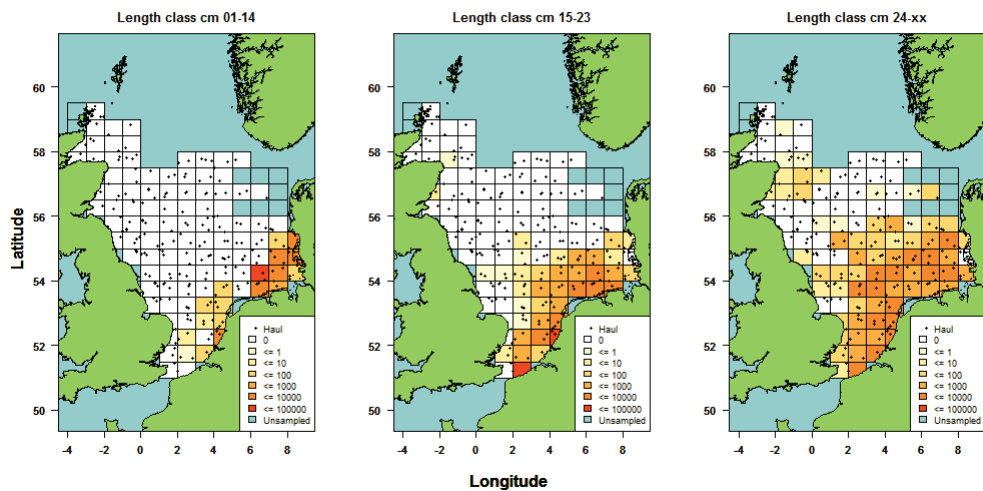 Length class cm 01-14
Length class cm 15-23
Length class cm 24-xx
Latitude
60
58
56
54
52
50
-4 -2 0 2 4 6 8
Haul
0
<= 1
<= 10
<= 100
<= 1000
<= 10000
<= 100000
Unsampled
60
58
56
54
52
50
-4 -2 0 2 4 6 8
Haul
0
<= 1
<= 10
<= 100
<= 1000
<= 10000
<= 100000
Unsampled
60
58
56
54
52
50
-4 -2 0 2 4 6 8
Haul
0
<= 1
<= 10
<= 100
<= 1000
<= 10000
<= 100000
Unsampled
Longitude